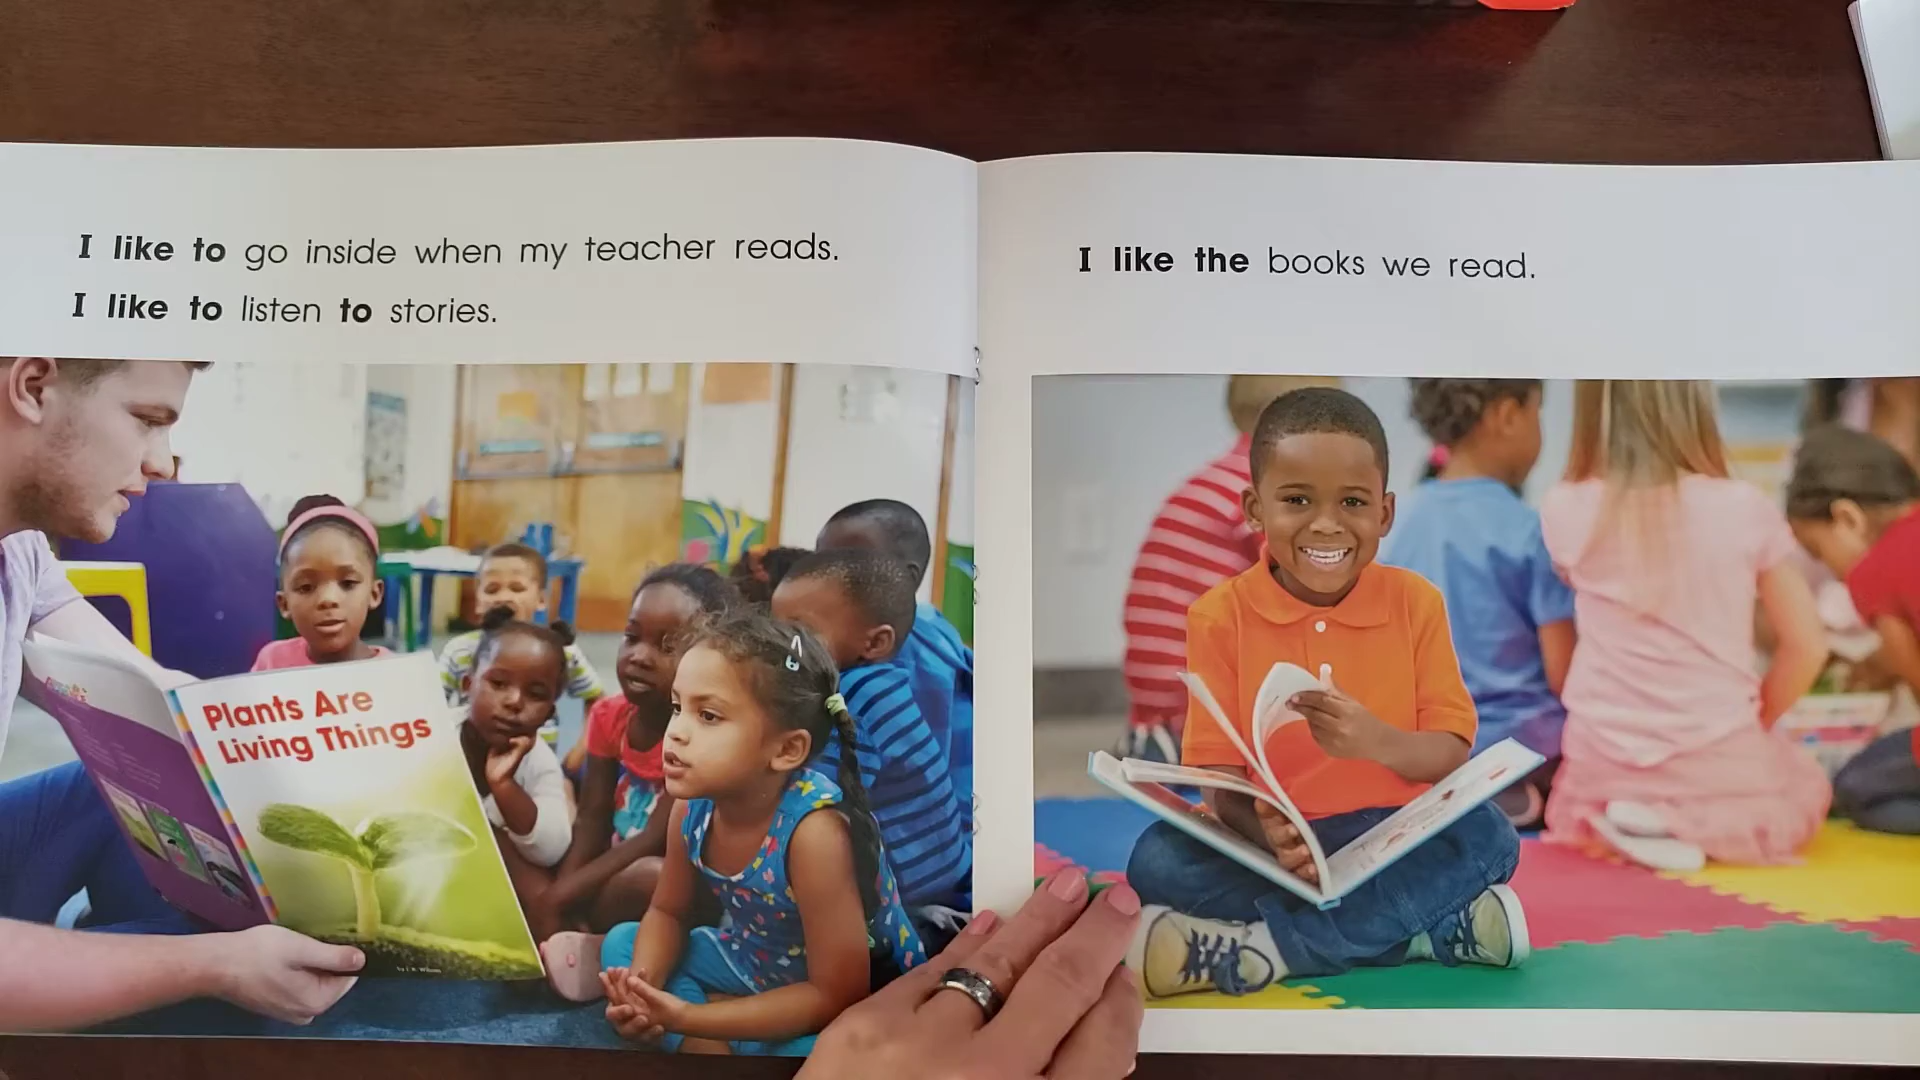 I like to go inside when my teacher reads.
I like to listen to stories.
Plants Are
Living Things
I like the books we read.